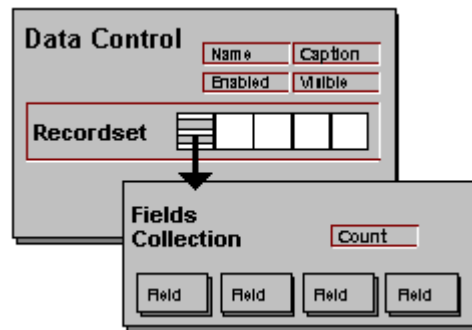 Data Control
Name Caption
Enabled Visible
Recordset
Fields
Collection
Count
Field Field Field Field